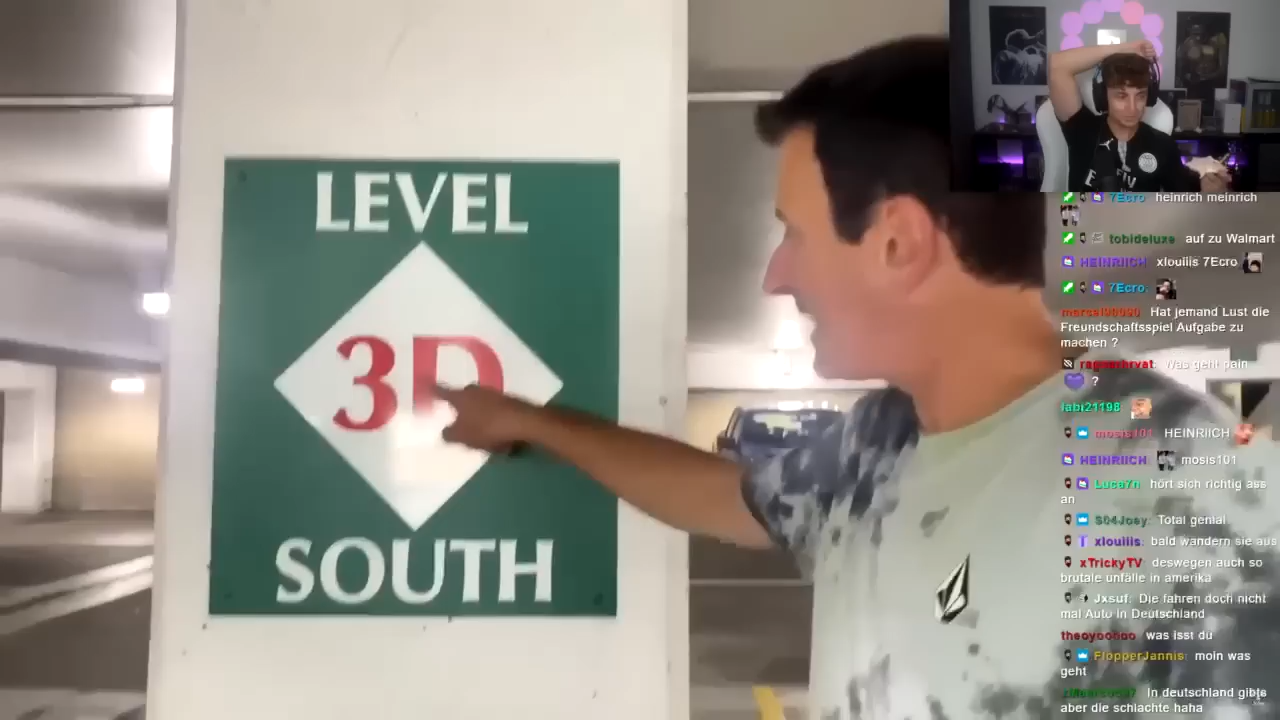 LEVEL
3D
SOUTH
7Ecro heinrich meinrich
tobideluxe auf zu Walmart
HEINRIICH xlouiiis 7Ecro
7Ecro:
Hat jemand Lust die
Freundschaftsspiel Aufgabe zu
machen ?
Was geht pain
?
iabi21198
mosis101 HEINRIICH
HEINRIICH mosis101
Luca7n: hört sich richtig ass
an
S04Joey: Total genial
xlouiiis: bald wandern sie aus
xTrickyTV deswegen auch so
brutale unfälle in amerika
Jxsuf: Die fahren doch nicht
mal Auto in Deutschland
was isst du
FlopperJannis: moin was
geht
In deutschland gibts
aber die schlachte haha